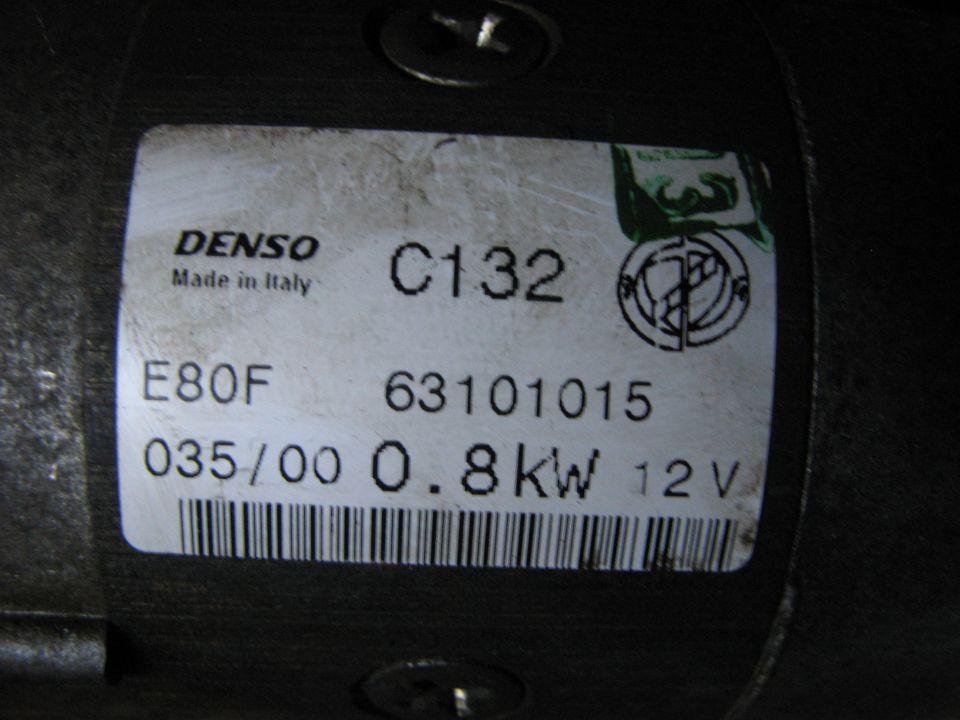 DENSO
Made in Italy
C132
E80F 63101015
035/00 0.8kW 12V